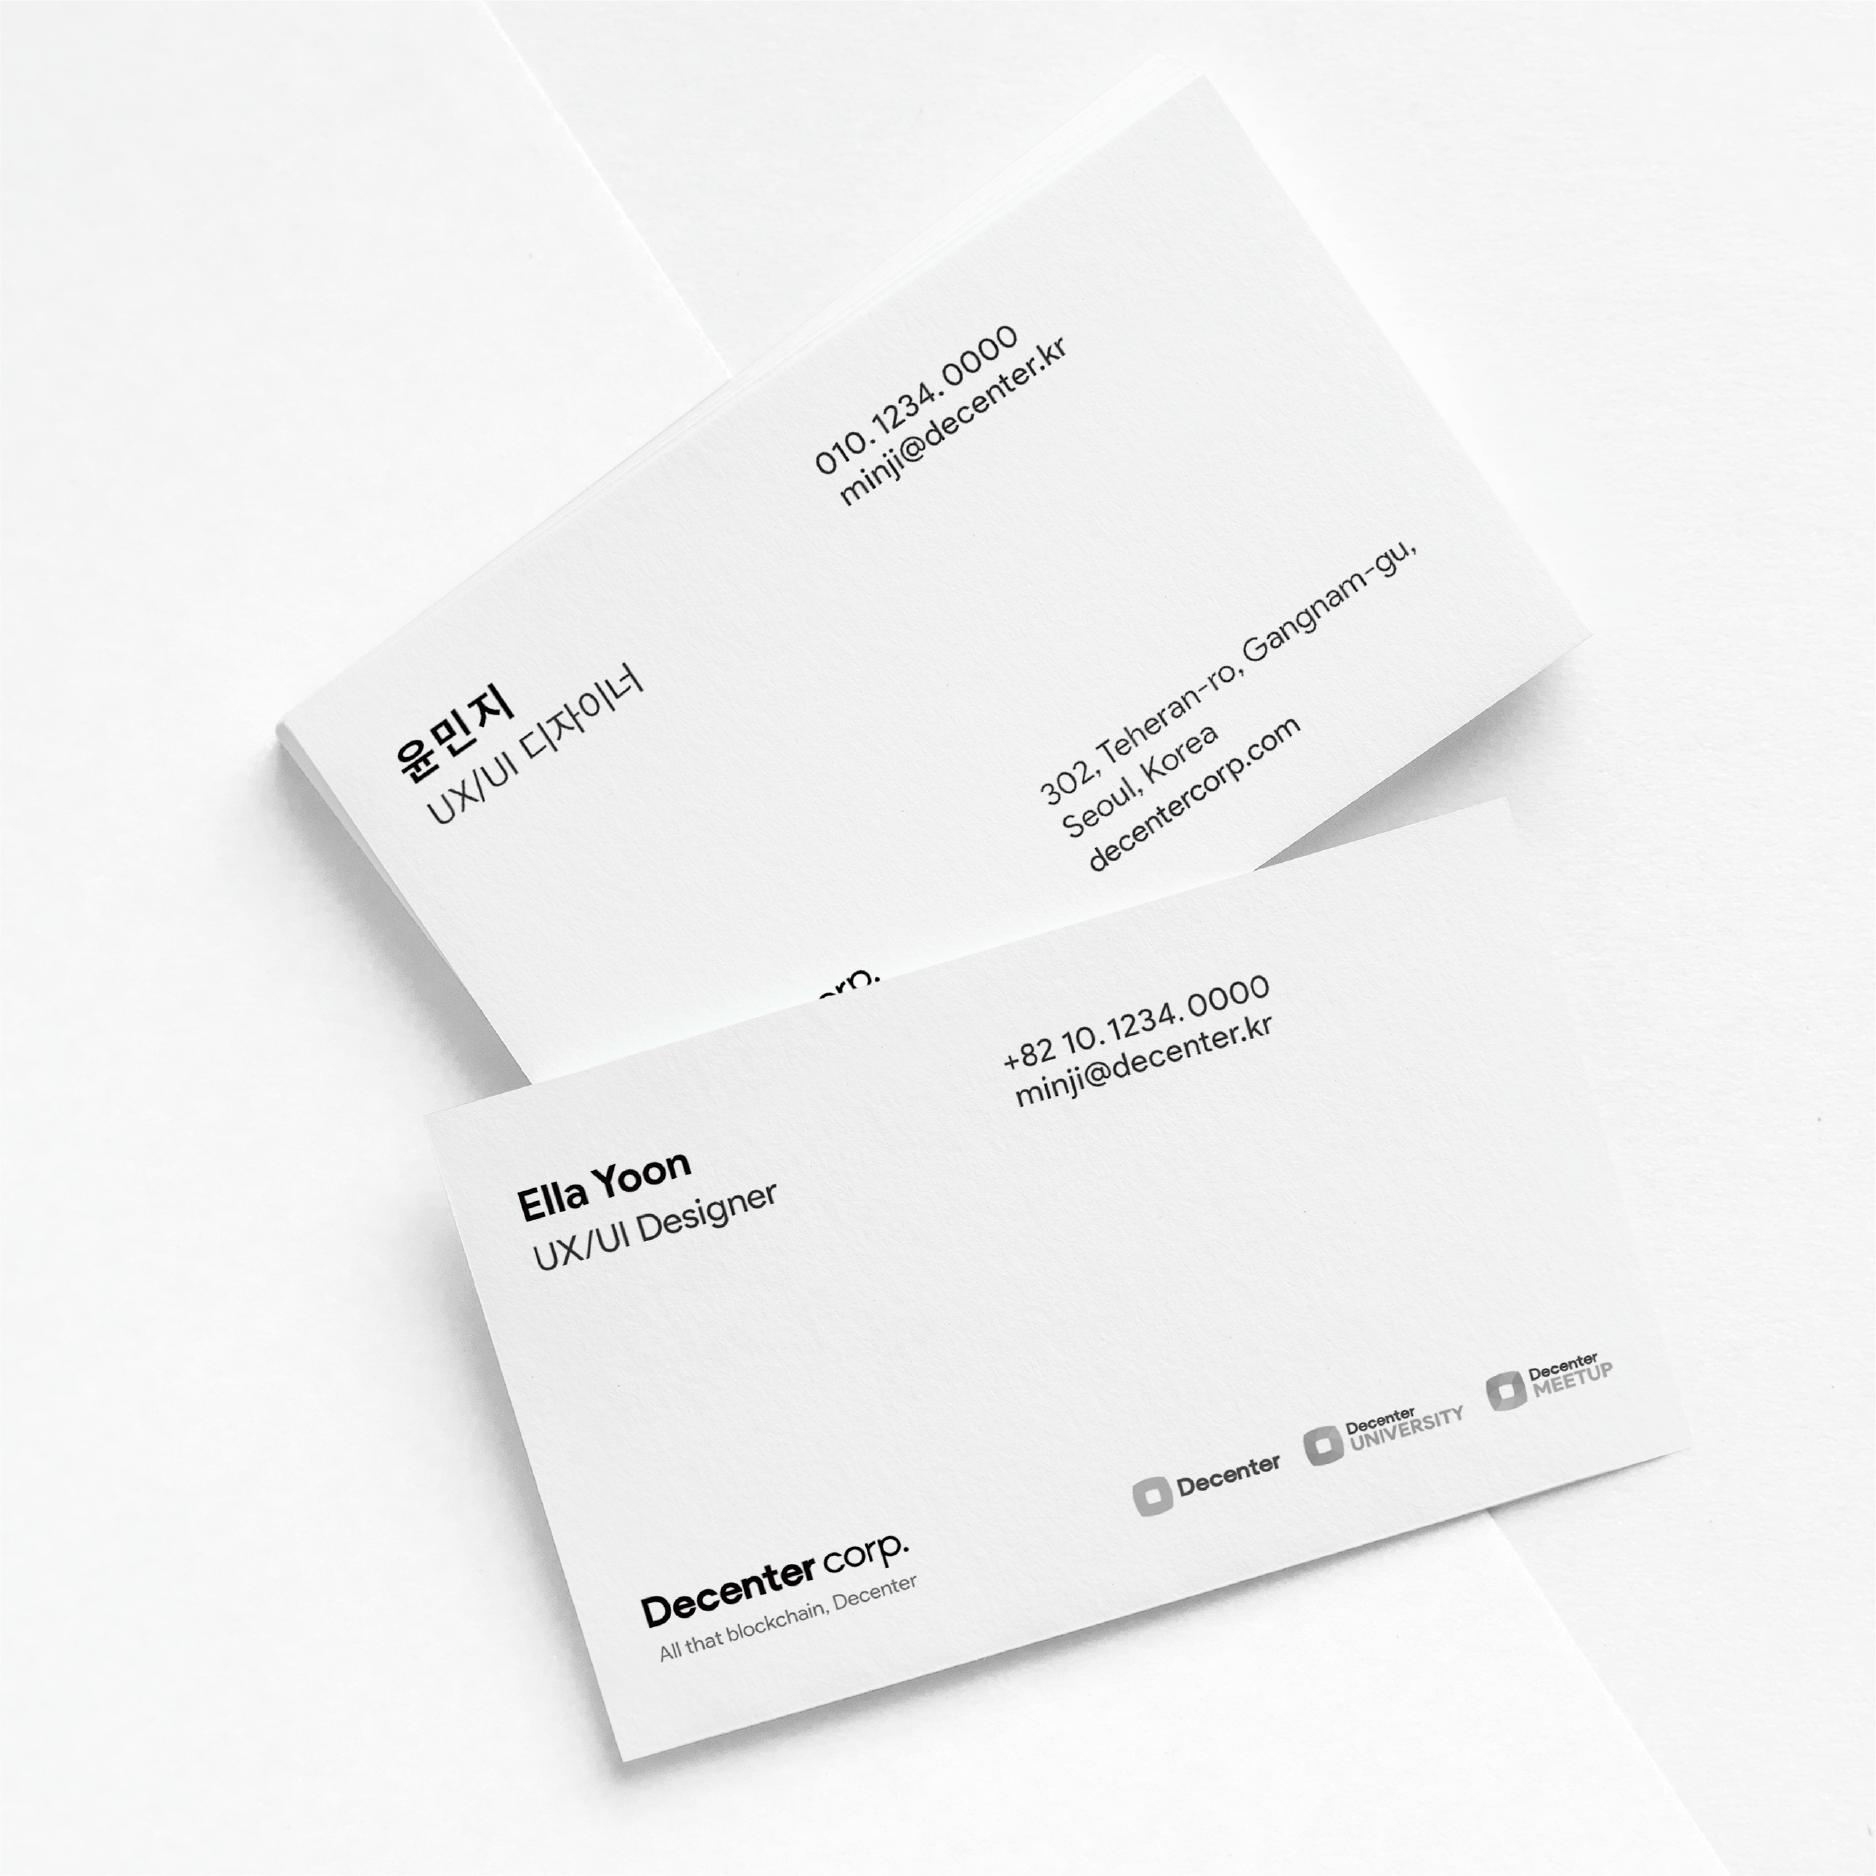 010. 1234. 0000
minji@decenter.kr
윤민지
UX/UI 디자이너
302, Teheran-ro, Gangnam-gu,
Seoul, Korea
decentercorp.com
corp.
+82 10. 1234. 0000
minji@decenter.kr
Ella Yoon
UX/UI Designer
Decenter
Decenter
UNIVERSITY
Decenter
MEETUP
Decenter corp.
All that blockchain, Decenter